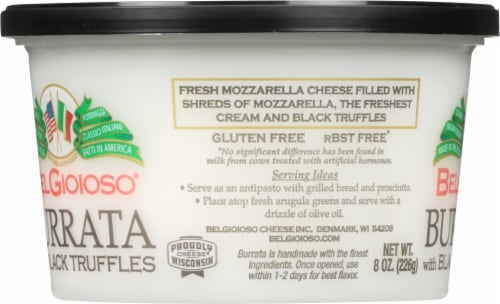 FORMAGGI
CLASSICI ITALIANI
FATTI IN AMERICA
BELGIOIOSO®
URRATA
BLACK TRUFFLES
FRESH MOZZARELLA CHEESE FILLED WITH
SHREDS OF MOZZARELLA, THE FRESHEST
CREAM AND BLACK TRUFFLES
GLUTEN FREE rBST FREE*
*No significant difference has been found in
milk from cows treated with artificial hormones.
Serving Ideas
• Serve as an antipasto with grilled bread and prosciutto.
• Place atop fresh arugula greens and serve with a
drizzle of olive oil.
BELGIOIOSO CHEESE INC. DENMARK, WI 54208
BELGIOIOSO.COM
PROUDLY
WISCONSIN
CHEESE™
Burrata is handmade with the finest
ingredients. Once opened, use
within 1-2 days for best flavor.
NET WT.
8 OZ. (226g)
BEL
BU
with BLA